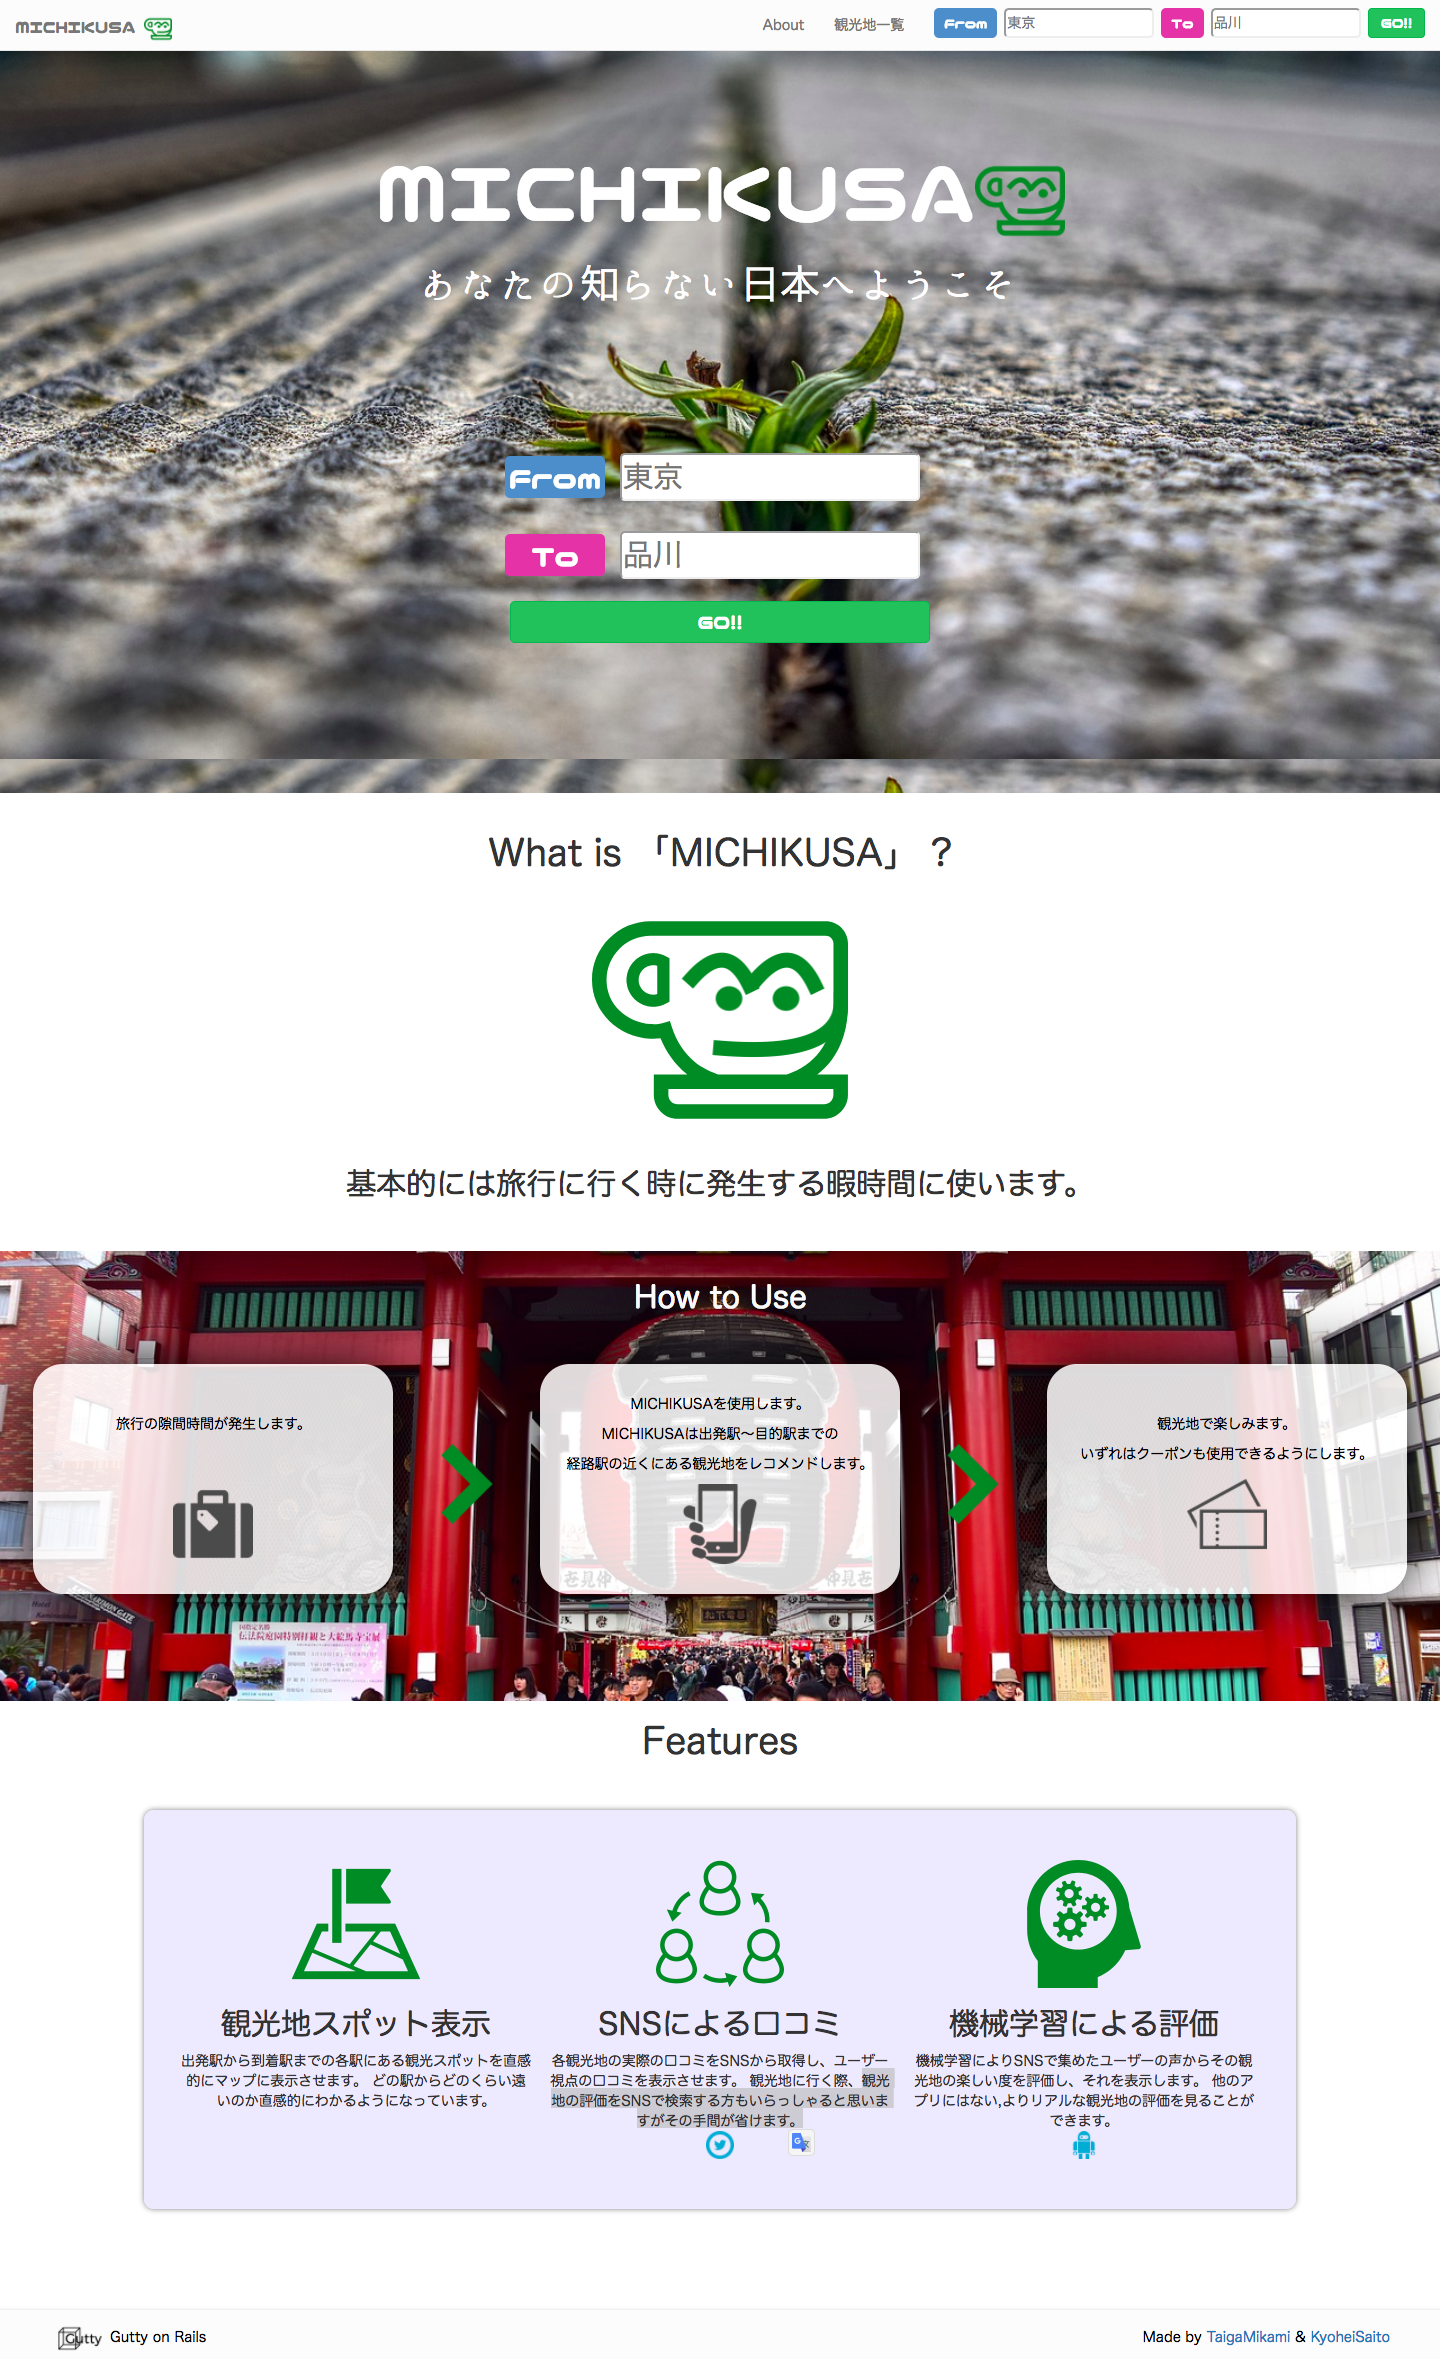 MICHIKUSA
About
観光地一覧
From
東京
To
品川
GO!!
MICHIKUSA
あなたの知らない日本へようこそ
From
東京
To
品川
GO!!
What is 「MICHIKUSA」 ?
基本的には旅行に行く時に発生する暇時間に使います。
How to Use
旅行の隙間時間が発生します。
MICHIKUSAを使用します。
MICHIKUSAは出発駅〜目的駅までの
経路駅の近くにある観光地をレコメンドします。
観光地で楽しみます。
いずれはクーポンも使用できるようにします。
Features
観光地スポット表示
出発駅から到着駅までの各駅にある観光スポットを直感
的にマップに表示させます。 どの駅からどのくらい遠
いのか直感的にわかるようになっています。
SNSによる口コミ
各観光地の実際の口コミをSNSから取得し、ユーザー
視点の口コミを表示させます。 観光地に行く際、観光
地の評価をSNSで検索する方もいらっしゃると思いま
すがその手間が省けます。
機械学習による評価
機械学習によりSNSで集めたユーザーの声からその観
光地の楽しい度を評価し、それを表示します。 他のア
プリにはない,よりリアルな観光地の評価を見ることが
できます。
Gutty
Gutty on Rails
Made by TaigaMikami & KyoheiSaito